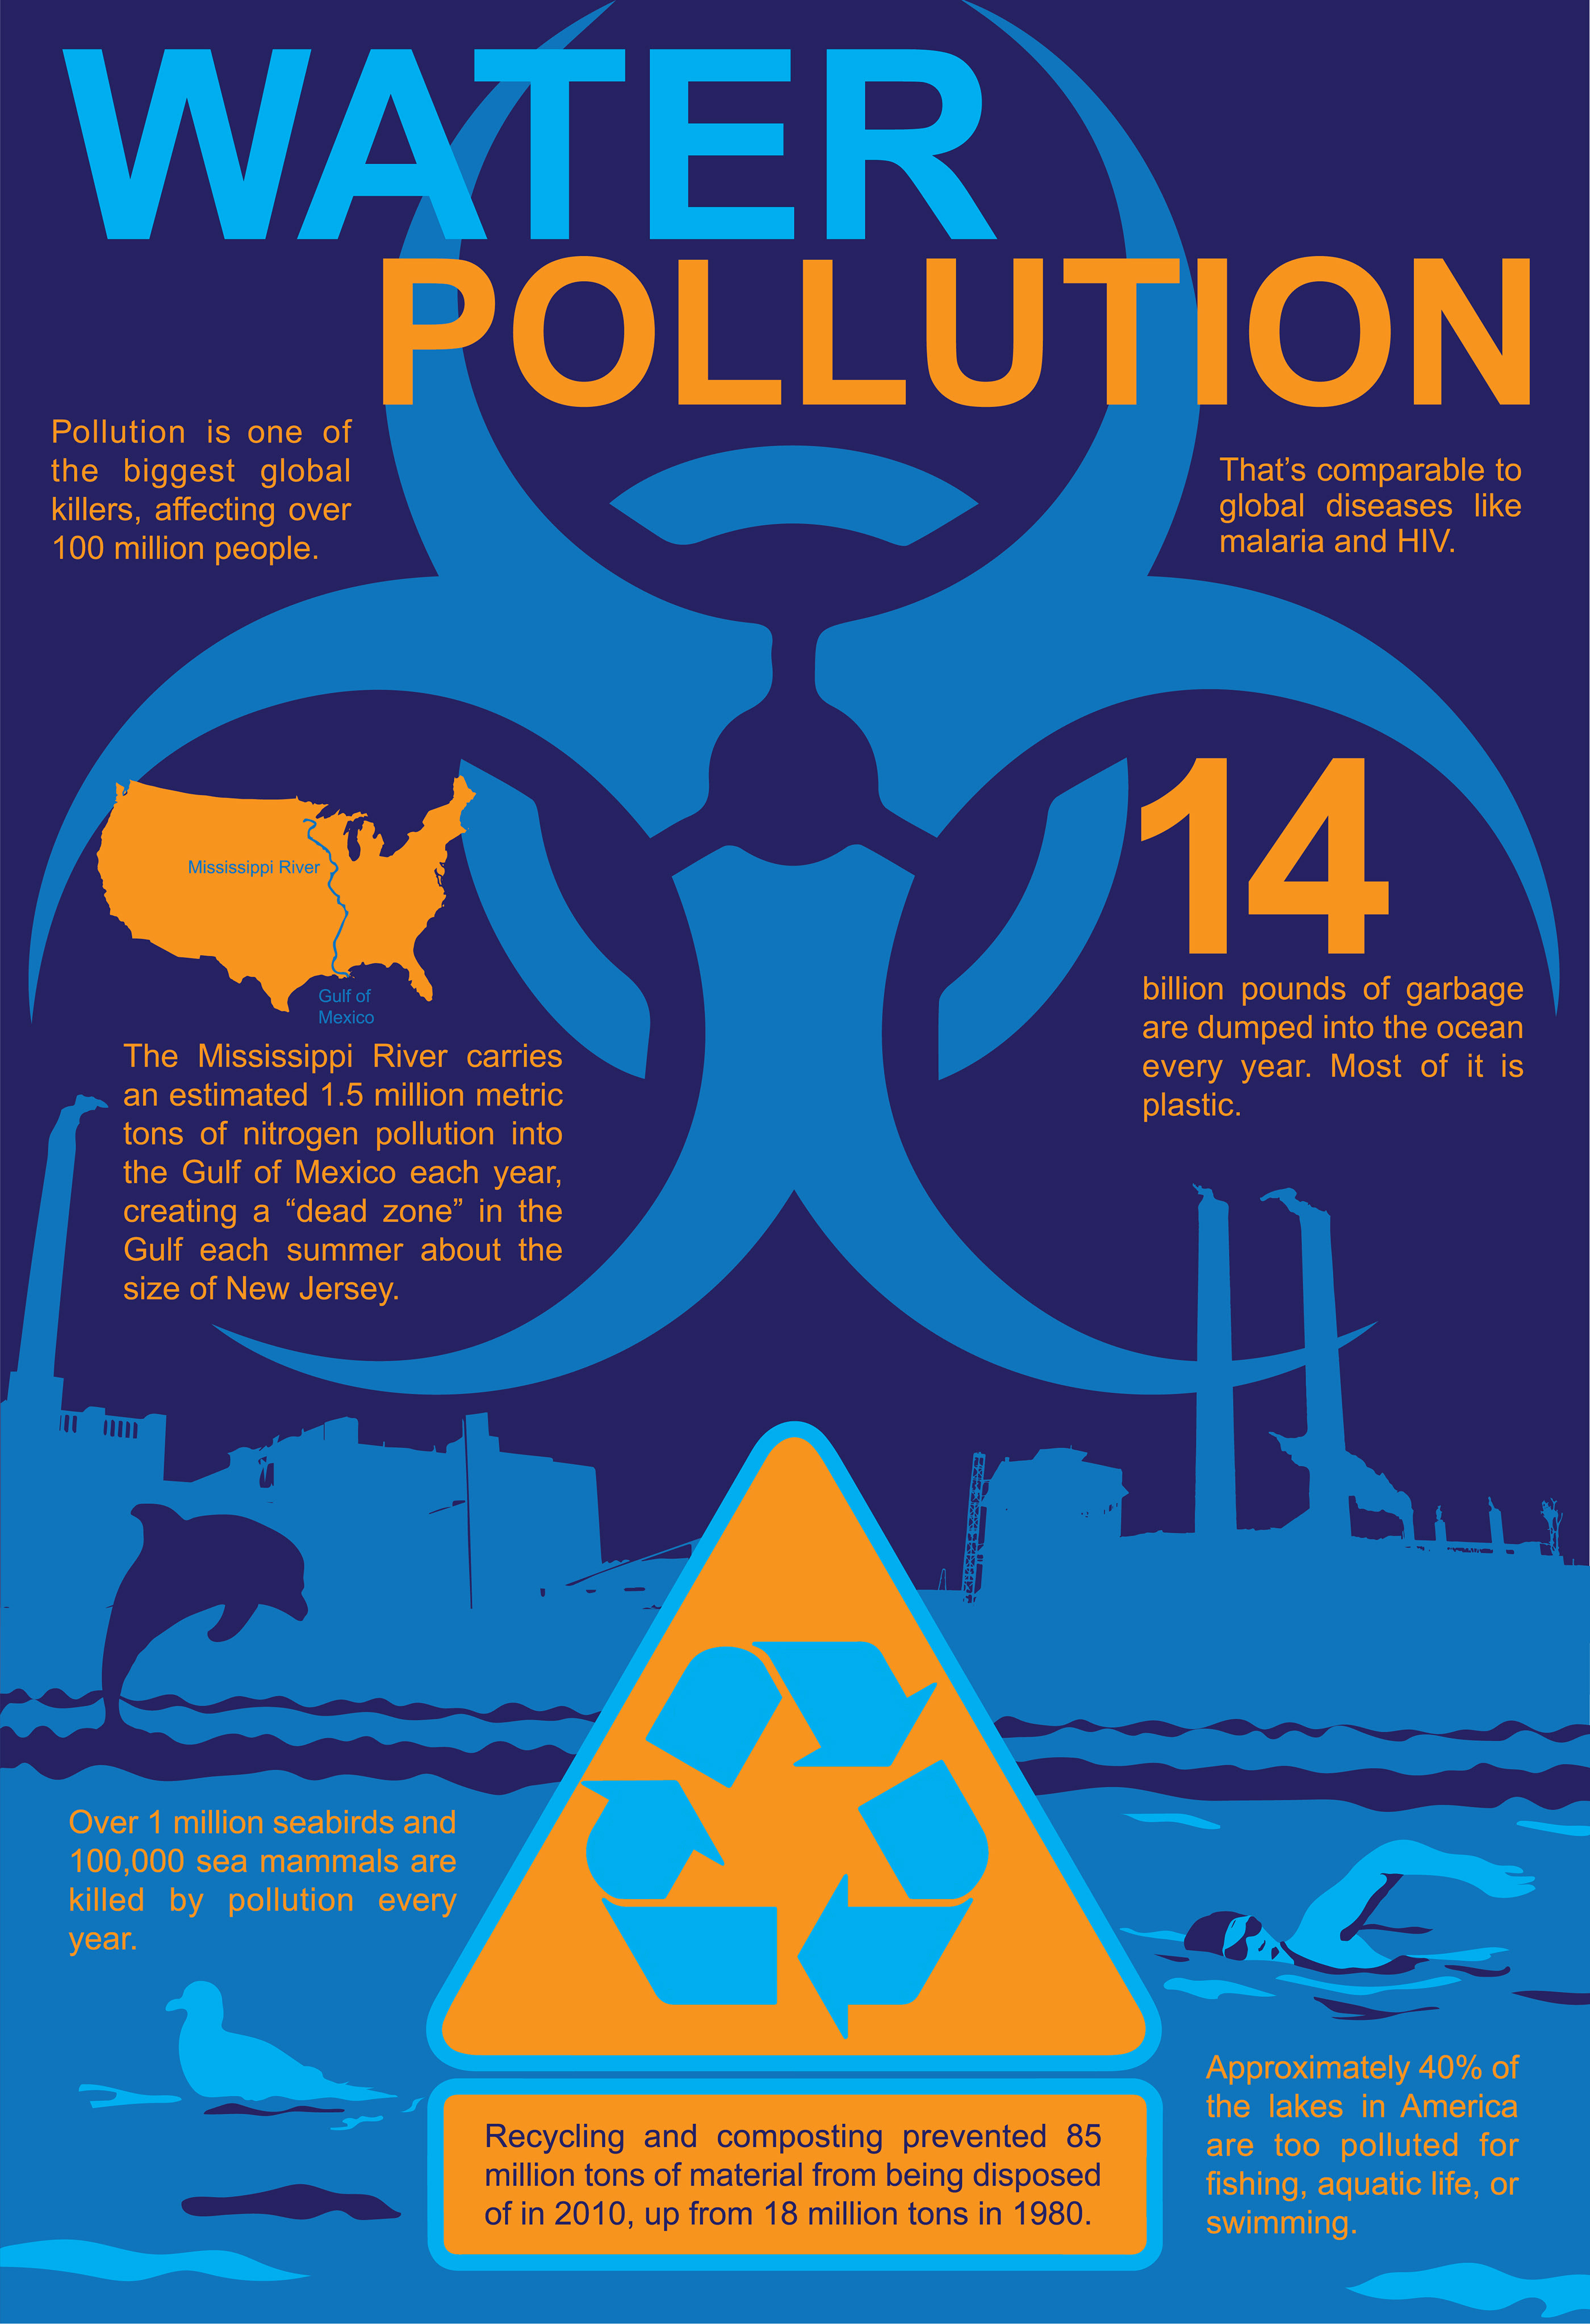 WATER
POLLUTION
Pollution is one of
the biggest global
killers, affecting over
100 million people.
That’s comparable to
global diseases like
malaria and HIV.
Mississippi River
Gulf of
Mexico
The Mississippi River carries
an estimated 1.5 million metric
tons of nitrogen pollution into
the Gulf of Mexico each year,
creating a “dead zone” in the
Gulf each summer about the
size of New Jersey.
14
billion pounds of garbage
are dumped into the ocean
every year. Most of it is
plastic.
Over 1 million seabirds and
100,000 sea mammals are
killed by pollution every
year.
Recycling and composting prevented 85
million tons of material from being disposed
of in 2010, up from 18 million tons in 1980.
Approximately 40% of
the lakes in America
are too polluted for
fishing, aquatic life, or
swimming.